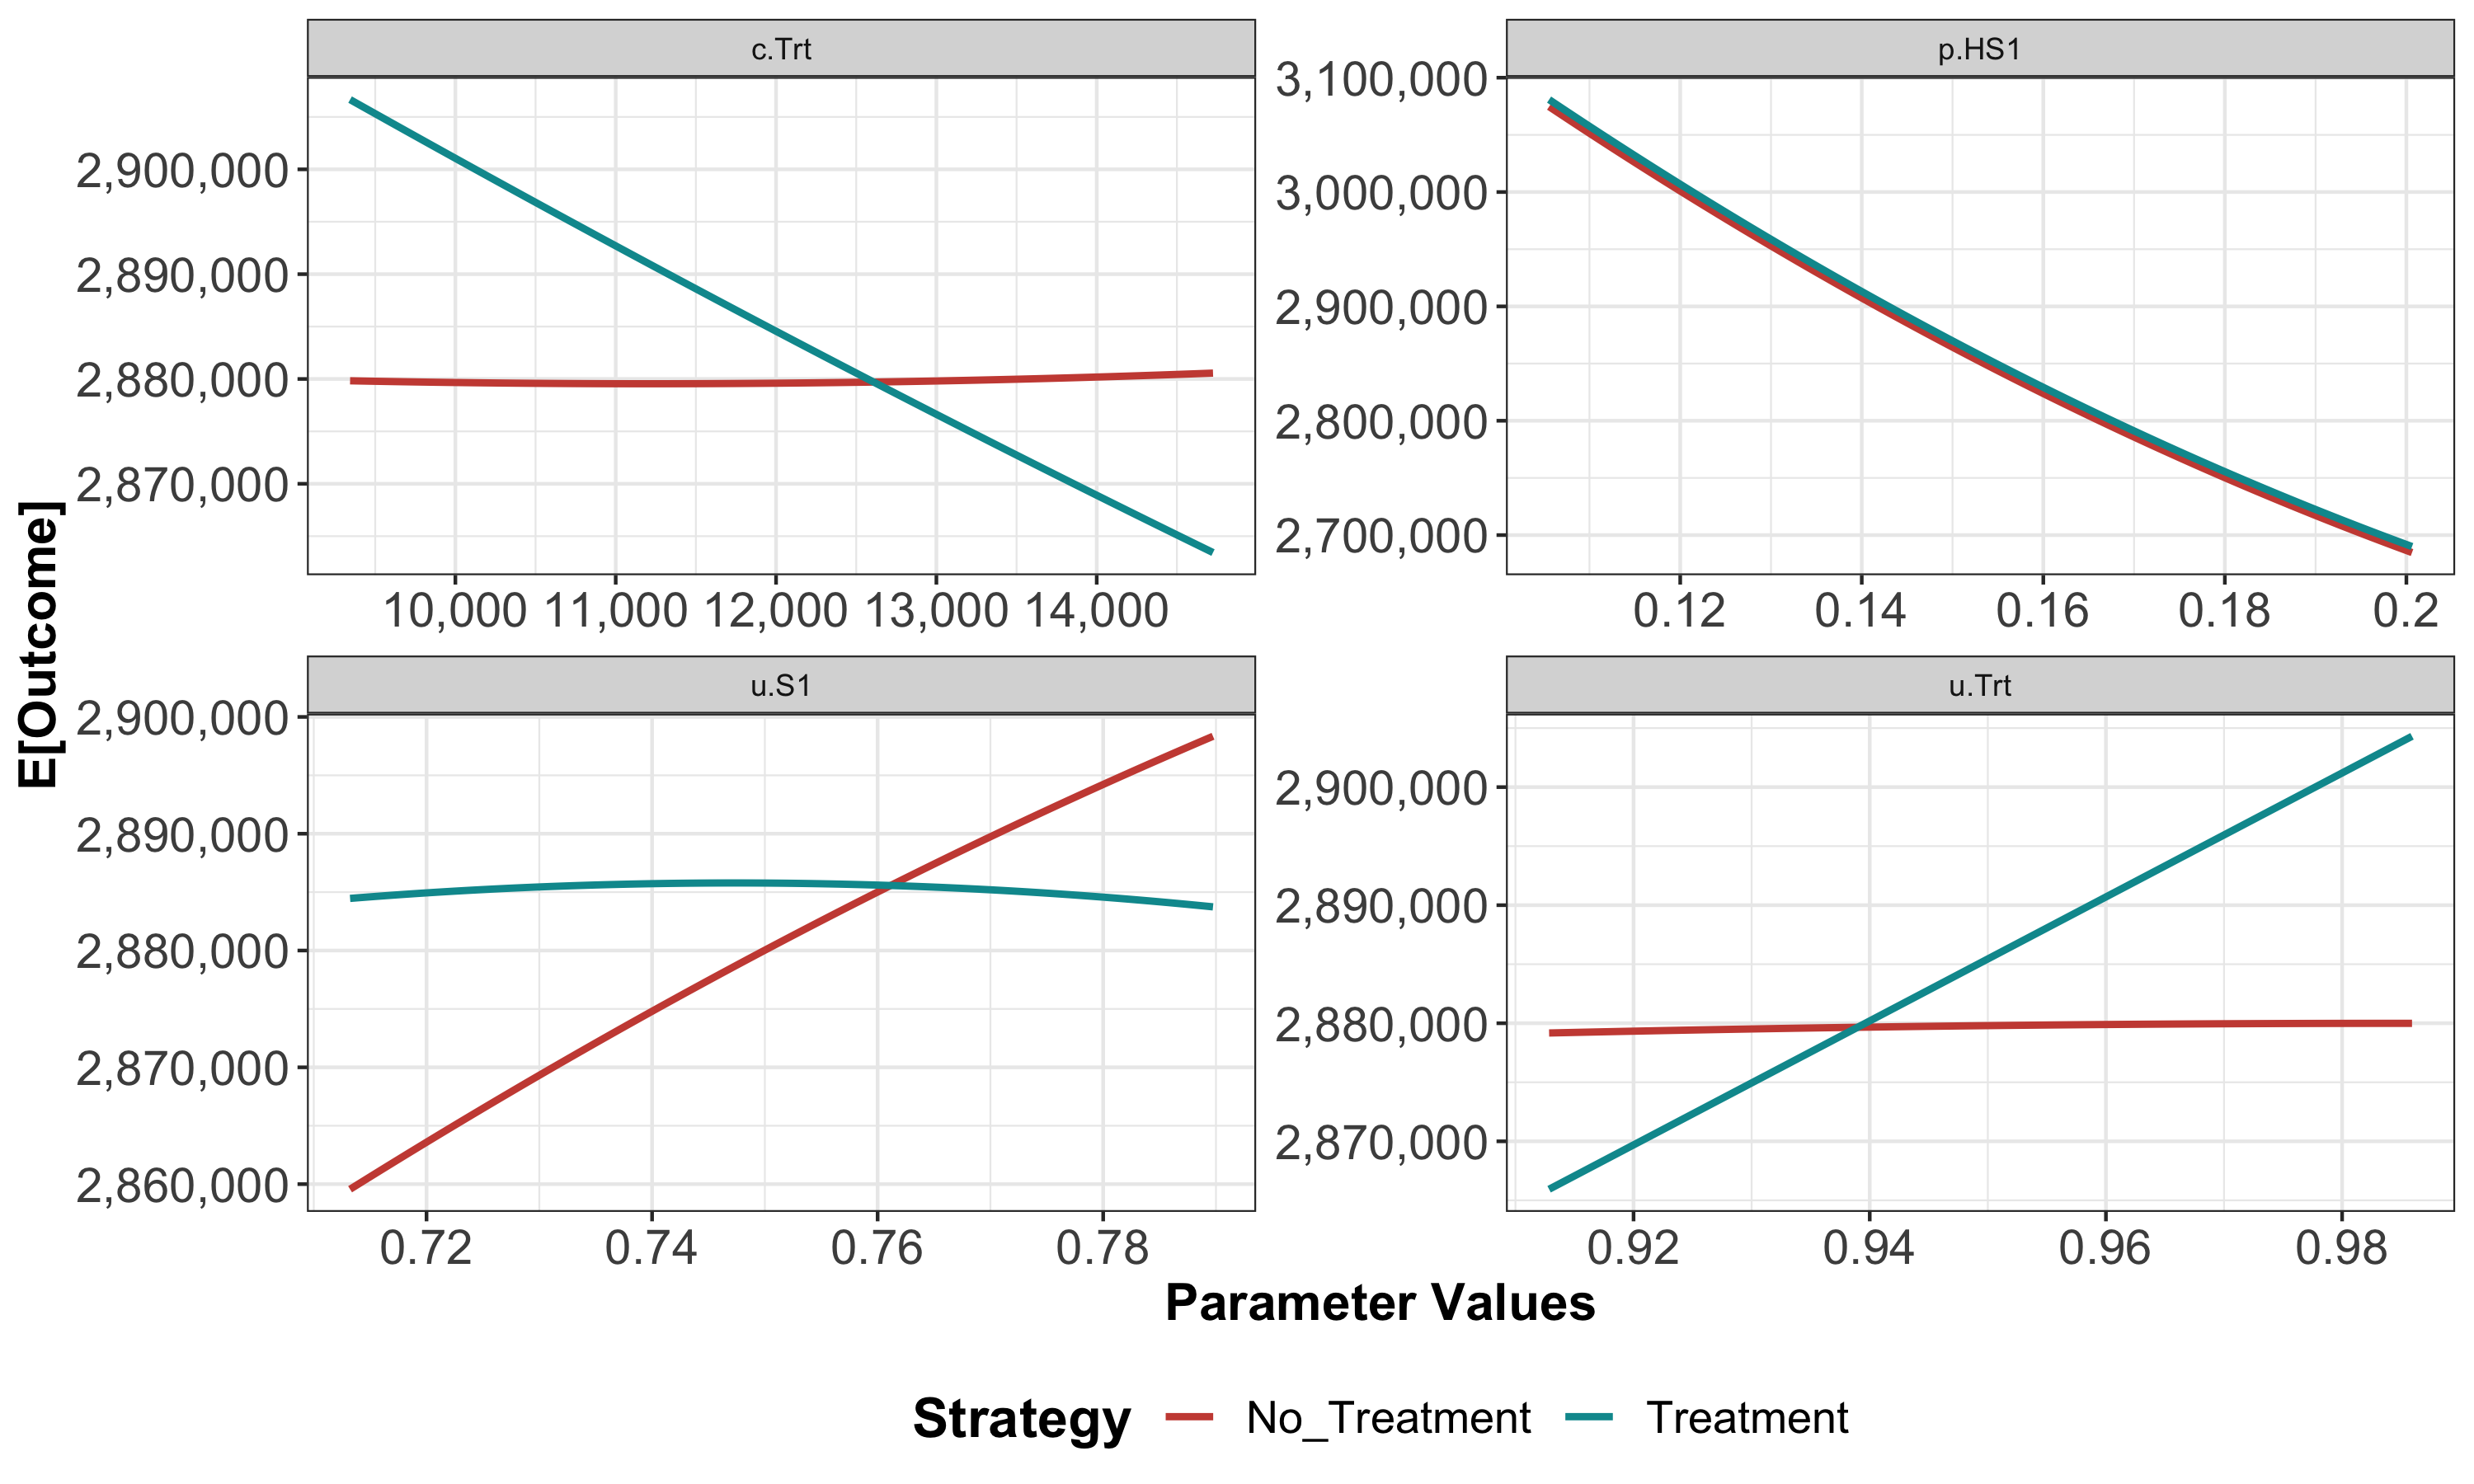 c.Trt
2,900,000
2,890,000
2,880,000
2,870,000
10,000 11,000 12,000 13,000 14,000
p.HS1
3,100,000
3,000,000
2,900,000
2,800,000
2,700,000
0.12 0.14 0.16 0.18 0.2
u.S1
2,900,000
2,890,000
2,880,000
2,870,000
2,860,000
0.72 0.74 0.76 0.78
u.Trt
2,900,000
2,890,000
2,880,000
2,870,000
0.92 0.94 0.96 0.98
E[Outcome]
Parameter Values
Strategy No_Treatment Treatment